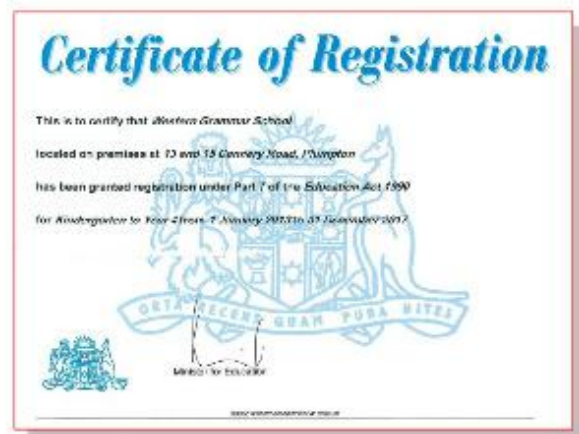 Certificate of Registration
This is to certify that Western Grammar School
located on premises at 13 and 15 Cannery Road, Plumpton
has been granted registration under Part 7 of the Education Act 1990
for Kindergarten to Year 4 from 1 January 2013 to 31 December 2017
ORTA RECENS QUAM PURA NITES
Minister for Education